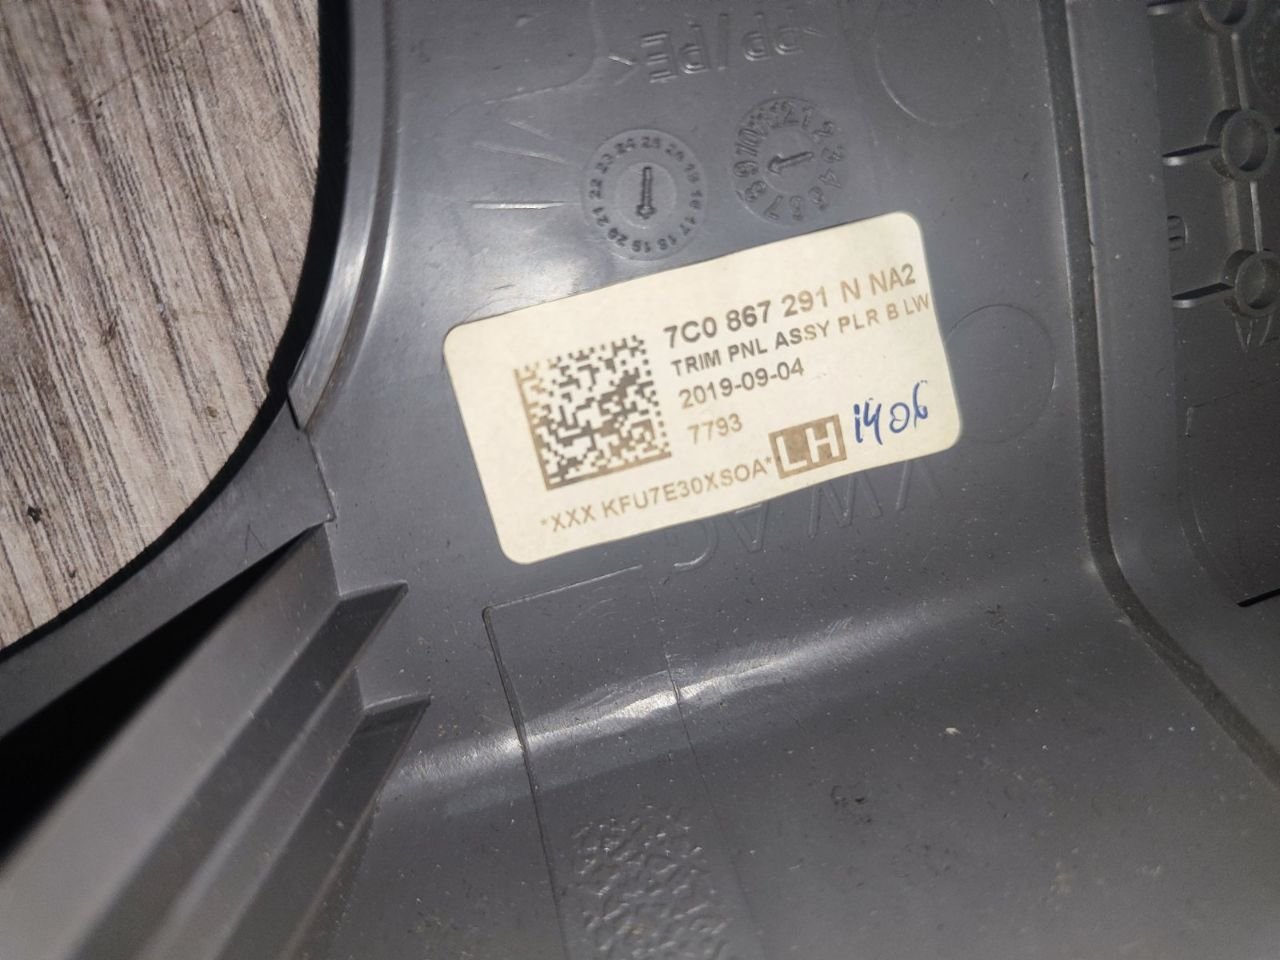 >PP/PE<
7C0 867 291 N NA2
TRIM PNL ASSY PLR B LW
2019-09-04
7793
LH
1406
*XXX KFU7E30XSOA*
VW AG